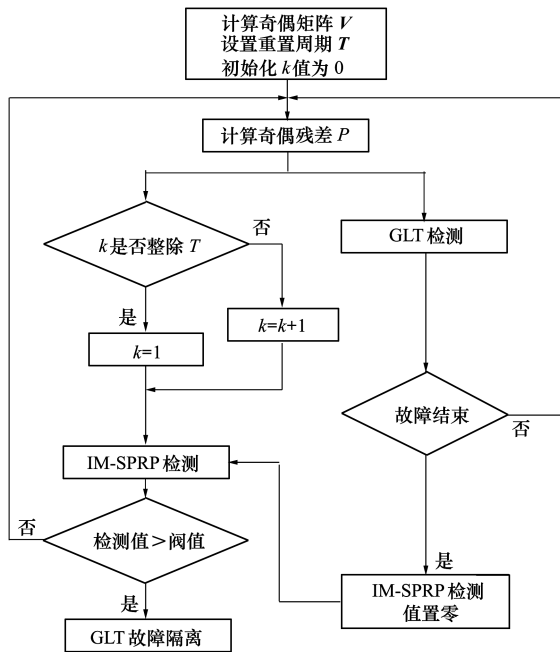 计算奇偶矩阵 V
设置重置周期 T
初始化 k 值为 0
计算奇偶残差 P
k 是否整除 T
否
是
k=1
k=k+1
GLT 检测
故障结束
否
是
IM-SPRP 检测
值置零
IM-SPRP 检测
检测值＞阀值
否
是
GLT 故障隔离